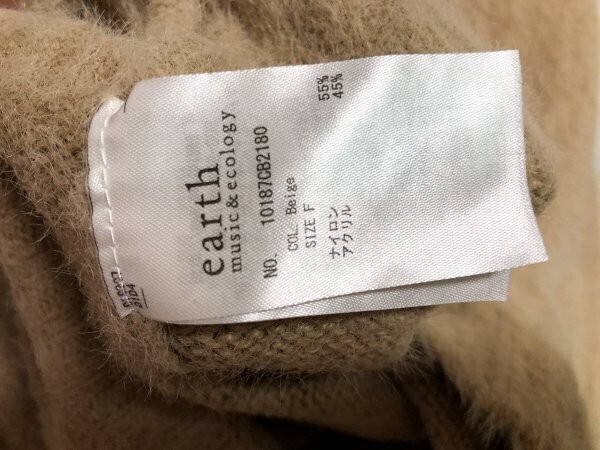 earth
music&ecology
NO. 10187CB2180
COL. Beige
SIZE F
ナイロン 55%
アクリル 45%